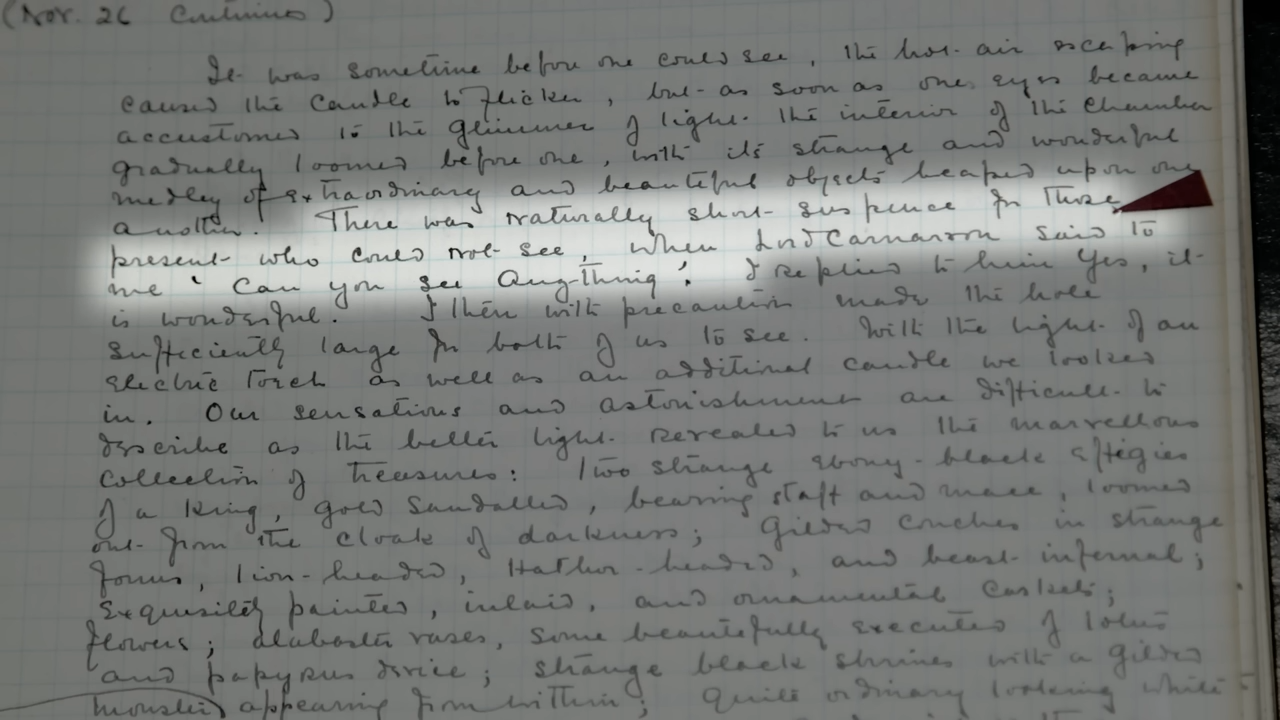 (Nov. 26 Continued)
It was sometime before one could see, the hot air escaping
caused the candle to flicker, but as soon as one's eyes became
accustomed to the glimmer of light the interior of the chamber
gradually loomed before one, with its strange and wonderful
medley of extraordinary and beautiful objects heaped upon one
another. There was naturally short suspense for those
present who could not see, when Lord Carnarvon said to
me 'Can you see anything'. I replied to him Yes, it
is wonderful. I then with precaution made the hole
sufficiently large for both of us to see. With the light of an
electric torch as well as an additional candle we looked
in. Our sensations and astonishment are difficult to
describe as the better light revealed to us the marvellous
collection of treasures: two strange ebony-black effigies
of a King, gold sandalled, bearing staff and mace, loomed
out from the cloak of darkness; gilded couches in strange
forms, lion-headed, Hathor-headed, and beast infernal;
exquisitely painted, inlaid, and ornamental caskets;
flowers; alabaster vases, some beautifully executed of lotus
and papyrus device; strange black shrines with a gilded
monster appearing from within; quite ordinary looking white